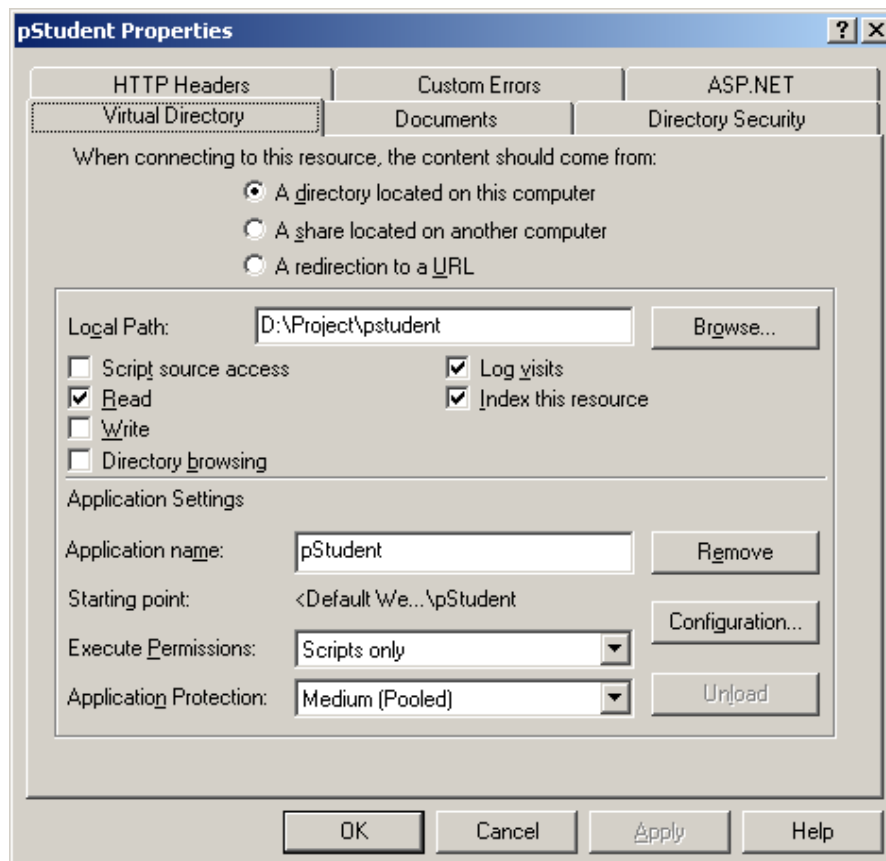 pStudent Properties
HTTP Headers Custom Errors ASP.NET
Virtual Directory Documents Directory Security
When connecting to this resource, the content should come from:
A directory located on this computer
A share located on another computer
A redirection to a URL
Local Path: D:\Project\pstudent Browse...
Script source access Log visits
Read Index this resource
Write
Directory browsing
Application Settings
Application name: pStudent Remove
Starting point: <Default We...\pStudent
Configuration...
Execute Permissions: Scripts only
Application Protection: Medium (Pooled) Unload
OK Cancel Apply Help